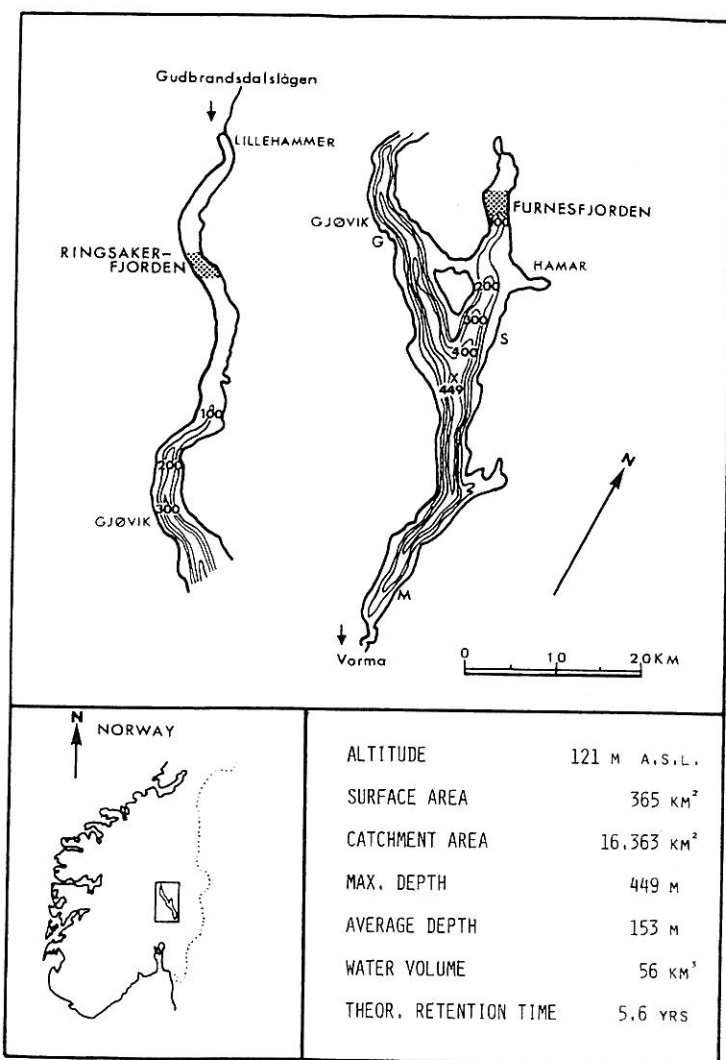 Gudbrandsdalslågen
LILLEHAMMER
RINGSAKER-
FJORDEN
100
200
300
GJØVIK
GJØVIK
G
FURNESFJORDEN
100
HAMAR
200
300
S
400
X
449
M
Vorma
N
0 10 20KM
N
NORWAY
ALTITUDE 121 M A.S.L.
SURFACE AREA 365 KM²
CATCHMENT AREA 16.363 KM²
MAX. DEPTH 449 M
AVERAGE DEPTH 153 M
WATER VOLUME 56 KM³
THEOR. RETENTION TIME 5.6 YRS